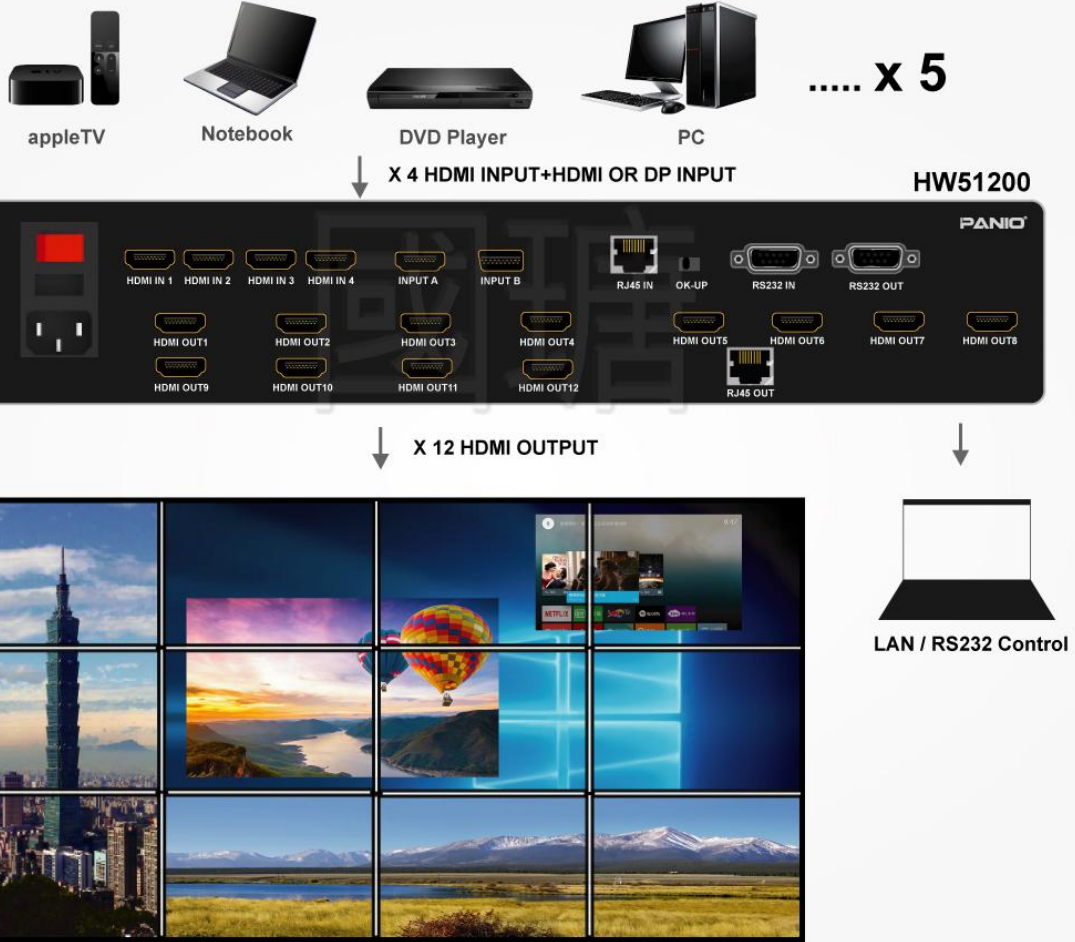 appleTV
Notebook
DVD Player
PC
..... x 5
X 4 HDMI INPUT+HDMI OR DP INPUT
HW51200
PANIO
HDMI IN 1
HDMI IN 2
HDMI IN 3
HDMI IN 4
INPUT A
INPUT B
RJ45 IN
OK-UP
RS232 IN
RS232 OUT
HDMI OUT1
HDMI OUT2
HDMI OUT3
HDMI OUT4
HDMI OUT5
HDMI OUT6
HDMI OUT7
HDMI OUT8
HDMI OUT9
HDMI OUT10
HDMI OUT11
HDMI OUT12
RJ45 OUT
國瑭
X 12 HDMI OUTPUT
NETFLIX
LAN / RS232 Control